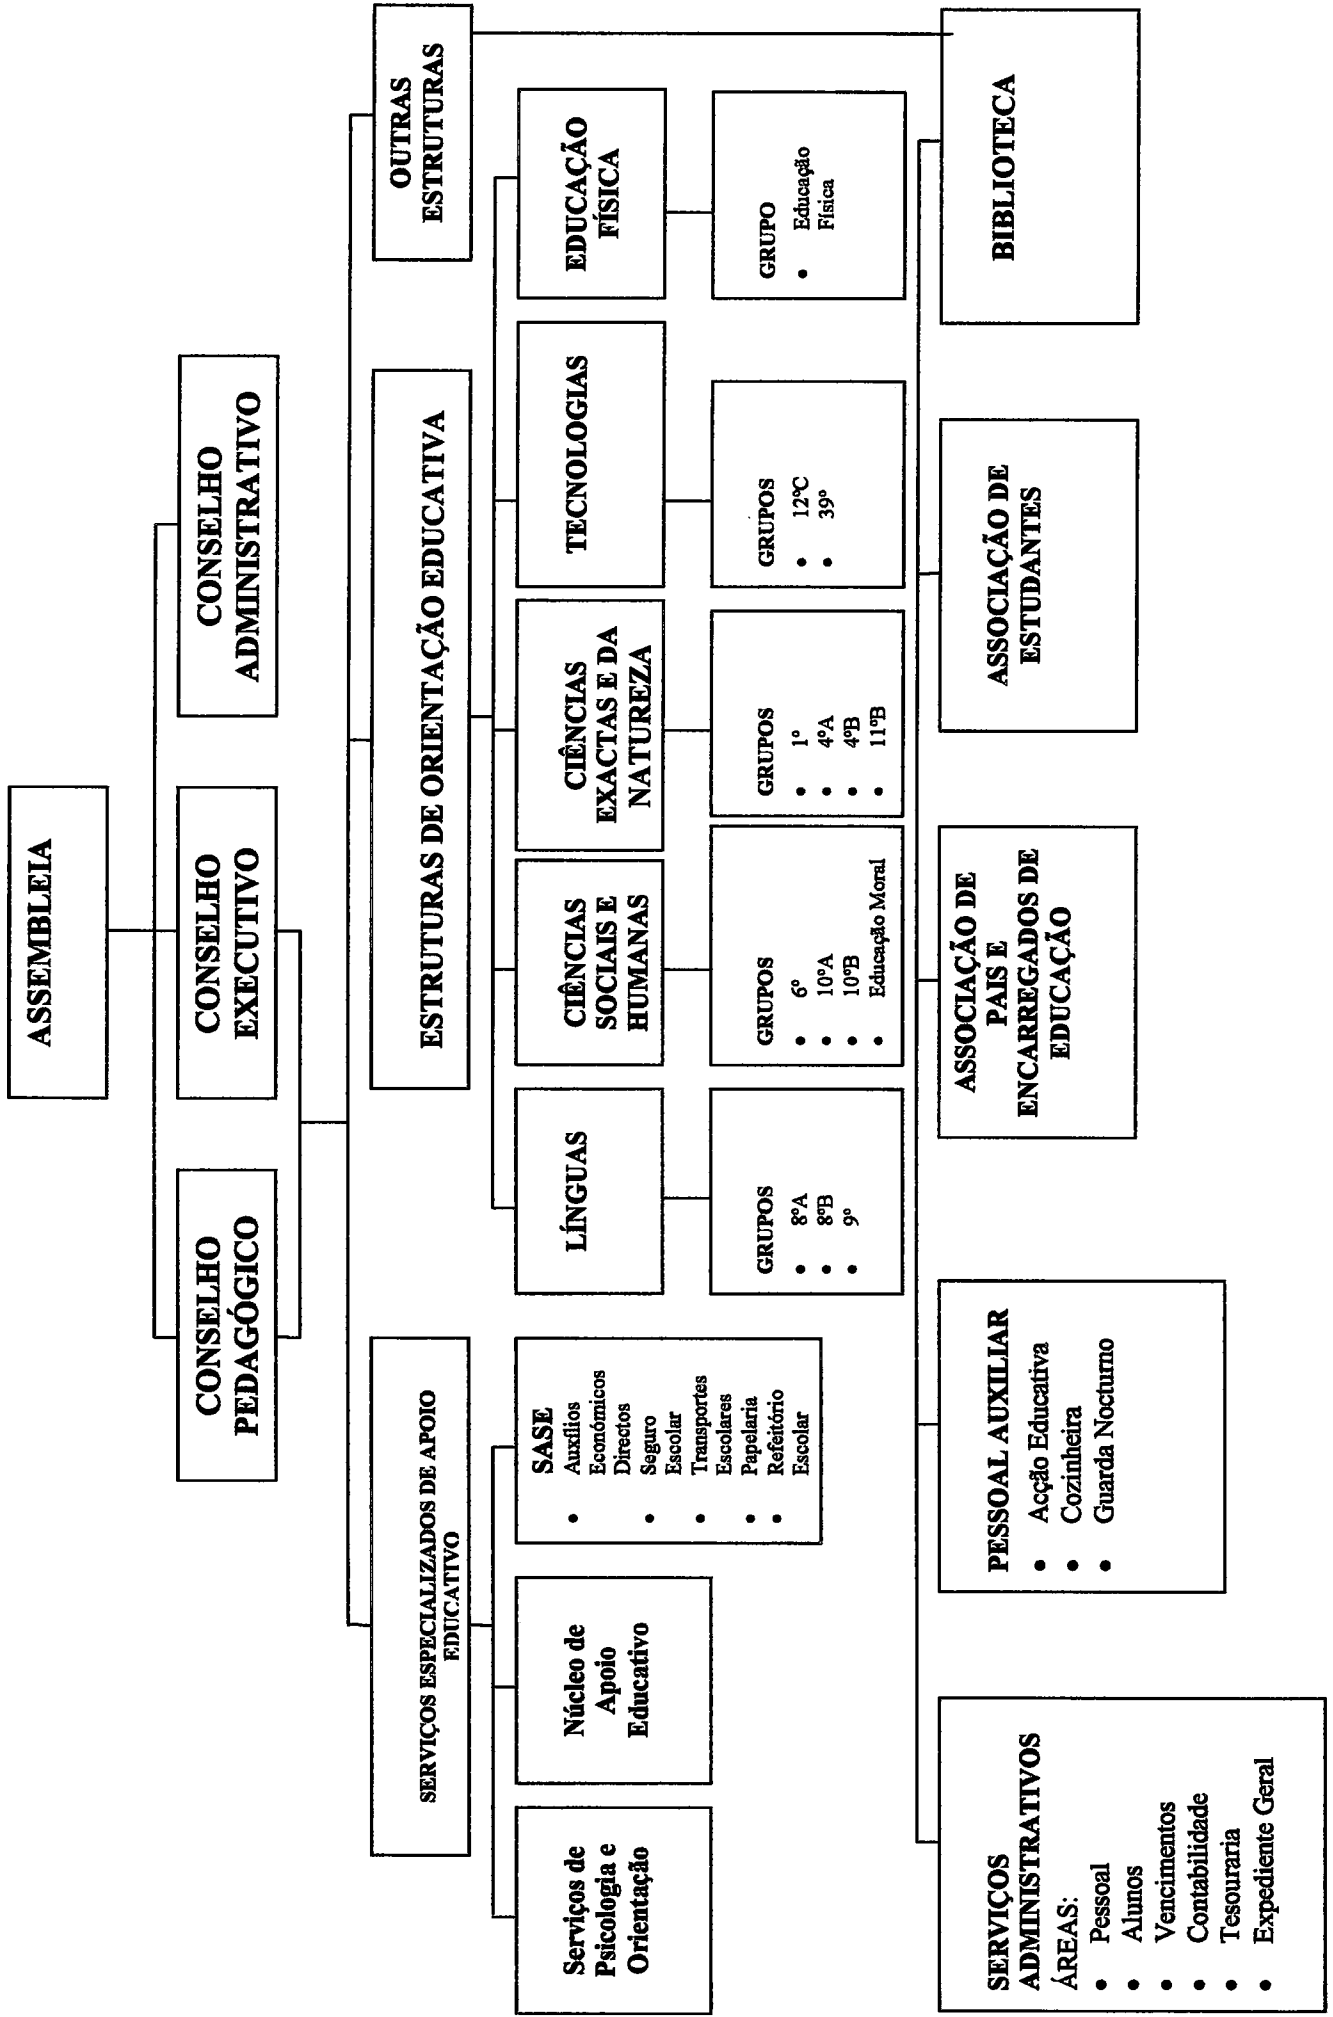 ASSEMBLEIA
CONSELHO
PEDAGÓGICO
CONSELHO
EXECUTIVO
CONSELHO
ADMINISTRATIVO
SERVIÇOS ESPECIALIZADOS DE APOIO
EDUCATIVO
ESTRUTURAS DE ORIENTAÇÃO EDUCATIVA
OUTRAS
ESTRUTURAS
Serviços de
Psicologia e
Orientação
Núcleo de
Apoio
Educativo
SASE
• Auxílios
Económicos
Directos
• Seguro
Escolar
• Transportes
Escolares
• Papelaria
• Refeitório
Escolar
LÍNGUAS
CIÊNCIAS
SOCIAIS E
HUMANAS
CIÊNCIAS
EXACTAS E DA
NATUREZA
TECNOLOGIAS
EDUCAÇÃO
FÍSICA
GRUPOS
• 8ºA
• 8ºB
• 9º
GRUPOS
• 6º
• 10ºA
• 10ºB
• Educação Moral
GRUPOS
• 1º
• 4ºA
• 4ºB
• 11ºB
GRUPOS
• 12ºC
• 39º
GRUPO
• Educação
Física
SERVIÇOS
ADMINISTRATIVOS
ÁREAS:
• Pessoal
• Alunos
• Vencimentos
• Contabilidade
• Tesouraria
• Expediente Geral
PESSOAL AUXILIAR
• Acção Educativa
• Cozinheira
• Guarda Nocturno
ASSOCIAÇÃO DE
PAIS E
ENCARREGADOS DE
EDUCAÇÃO
ASSOCIAÇÃO DE
ESTUDANTES
BIBLIOTECA